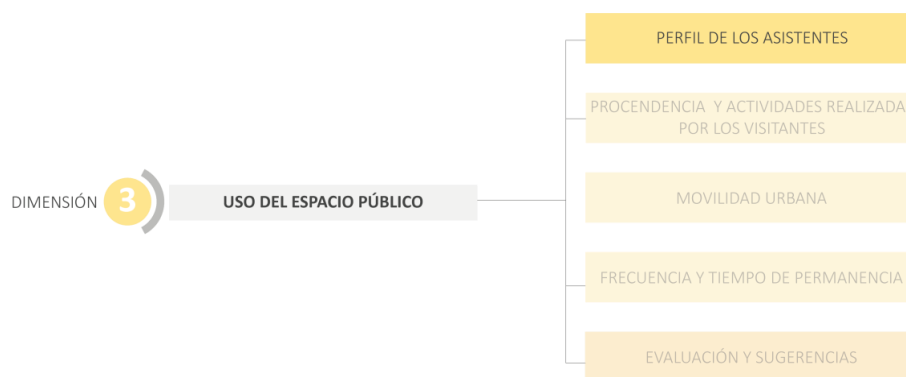 PERFIL DE LOS ASISTENTES
PROCENDENCIA Y ACTIVIDADES REALIZADA
POR LOS VISITANTES
DIMENSIÓN 3 USO DEL ESPACIO PÚBLICO
MOVILIDAD URBANA
FRECUENCIA Y TIEMPO DE PERMANENCIA
EVALUACIÓN Y SUGERENCIAS